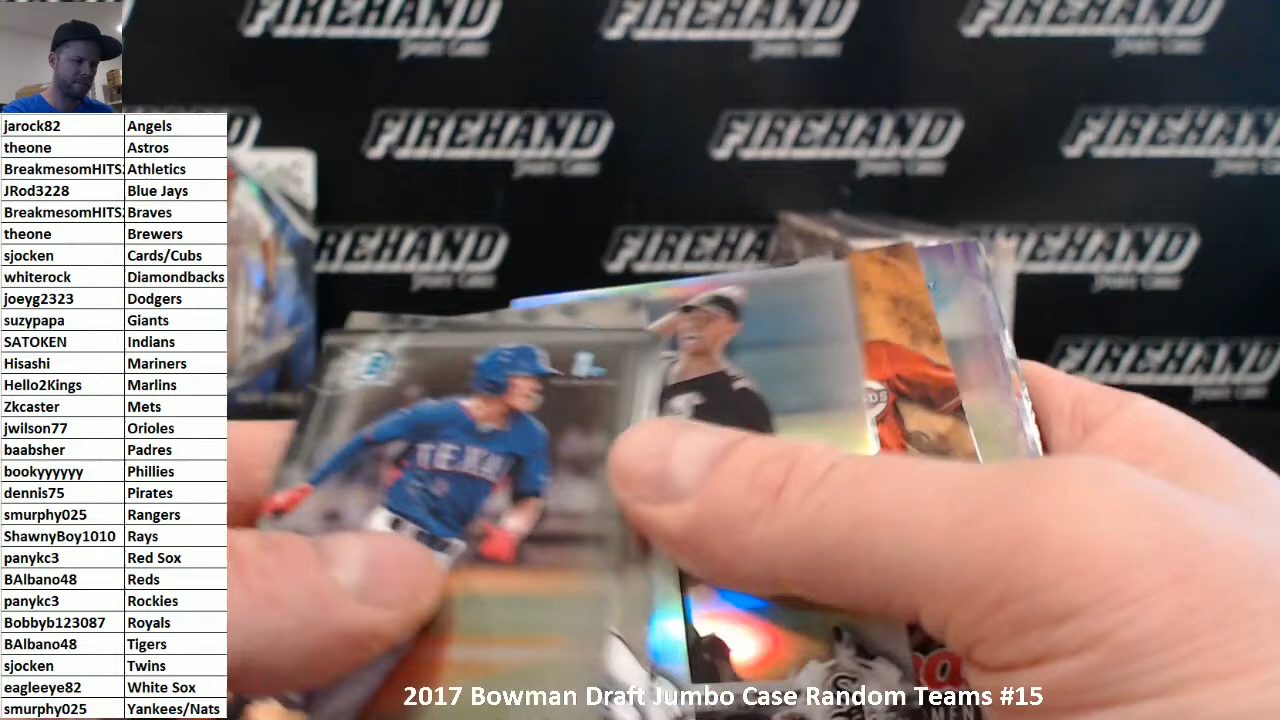 FIREHAND FIREHAND FIREHAND
FIREHAND FIREHAND FIREHAND
FIREHAND FIREHAND FIREHAND
FIREHAND
jarock82 Angels
theone Astros
BreakmesomHITS Athletics
JRod3228 Blue Jays
BreakmesomHITS Braves
theone Brewers
sjocken Cards/Cubs
whiterock Diamondbacks
joeyg2323 Dodgers
suzypapa Giants
SATOKEN Indians
Hisashi Mariners
Hello2Kings Marlins
Zkcaster Mets
jwilson77 Orioles
baabsher Padres
bookyyyyyy Phillies
dennis75 Pirates
smurphy025 Rangers
ShawnyBoy1010 Rays
panykc3 Red Sox
BAlbano48 Reds
panykc3 Rockies
Bobbyb123087 Royals
BAlbano48 Tigers
sjocken Twins
eagleeye82 White Sox
smurphy025 Yankees/Nats
2017 Bowman Draft Jumbo Case Random Teams #15